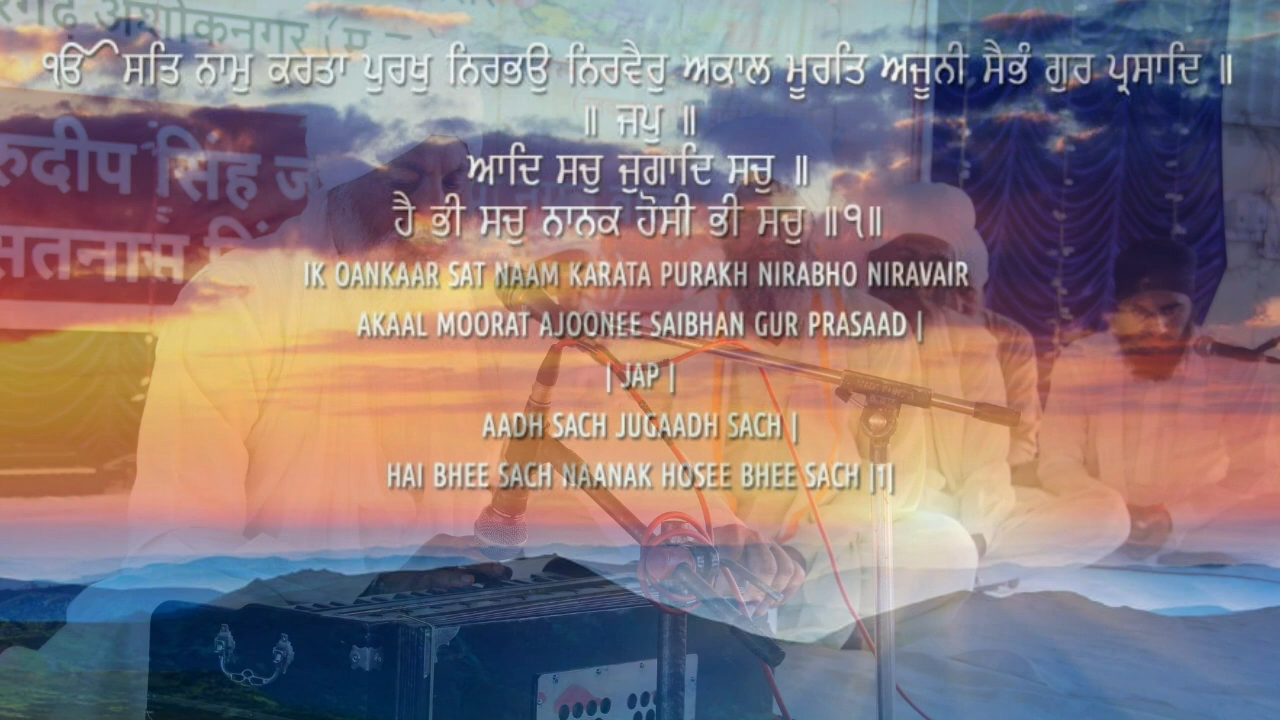 अशोकनगर
ੴ ਸਤਿ ਨਾਮੁ ਕਰਤਾ ਪੁਰਖੁ ਨਿਰਭਉ ਨਿਰਵੈਰੁ ਅਕਾਲ ਮੂਰਤਿ ਅਜੂਨੀ ਸੈਭੰ ਗੁਰ ਪ੍ਰਸਾਦਿ ॥
॥ ਜਪੁ ॥
ਆਦਿ ਸਚੁ ਜੁਗਾਦਿ ਸਚੁ ॥
ਹੈ ਭੀ ਸਚੁ ਨਾਨਕ ਹੋਸੀ ਭੀ ਸਚੁ ॥੧॥
सिंह
IK OANKAAR SAT NAAM KARATA PURAKH NIRABHO NIRAVAIR
AKAAL MOORAT AJOONEE SAIBHAN GUR PRASAAD |
| JAP |
AADH SACH JUGAADH SACH |
HAI BHEE SACH NAANAK HOSEE BHEE SACH |1|